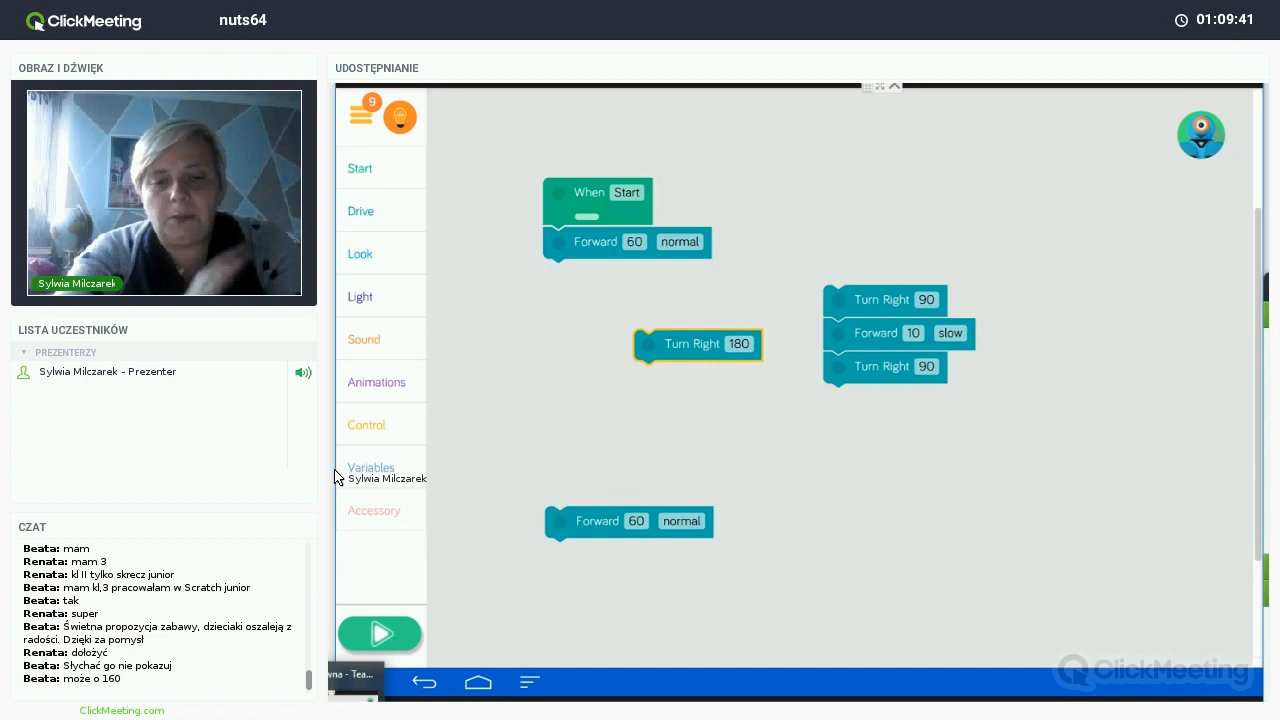 ClickMeeting
nuts64
01:09:41
OBRAZ I DŹWIĘK
Sylwia Milczarek
LISTA UCZESTNIKÓW
PREZENTERZY
Sylwia Milczarek - Prezenter
CZAT
Beata: mam
Renata: mam 3
Renata: kl II tylko skrecz junior
Beata: mam kl,3 pracowałam w Scratch junior
Beata: tak
Renata: super
Beata: Świetna propozycja zabawy, dzieciaki oszaleją z
radości. Dzięki za pomysł
Renata: dołożyć
Beata: Słychać go nie pokazuj
Beata: może o 160
ClickMeeting.com
UDOSTĘPNIANIE
9
Start
Drive
Look
Light
Sound
Animations
Control
Variables
Sylwia Milczarek
Accessory
When Start
Forward 60 normal
Turn Right 180
Turn Right 90
Forward 10 slow
Turn Right 90
Forward 60 normal
wna - Tea...
ClickMeeting